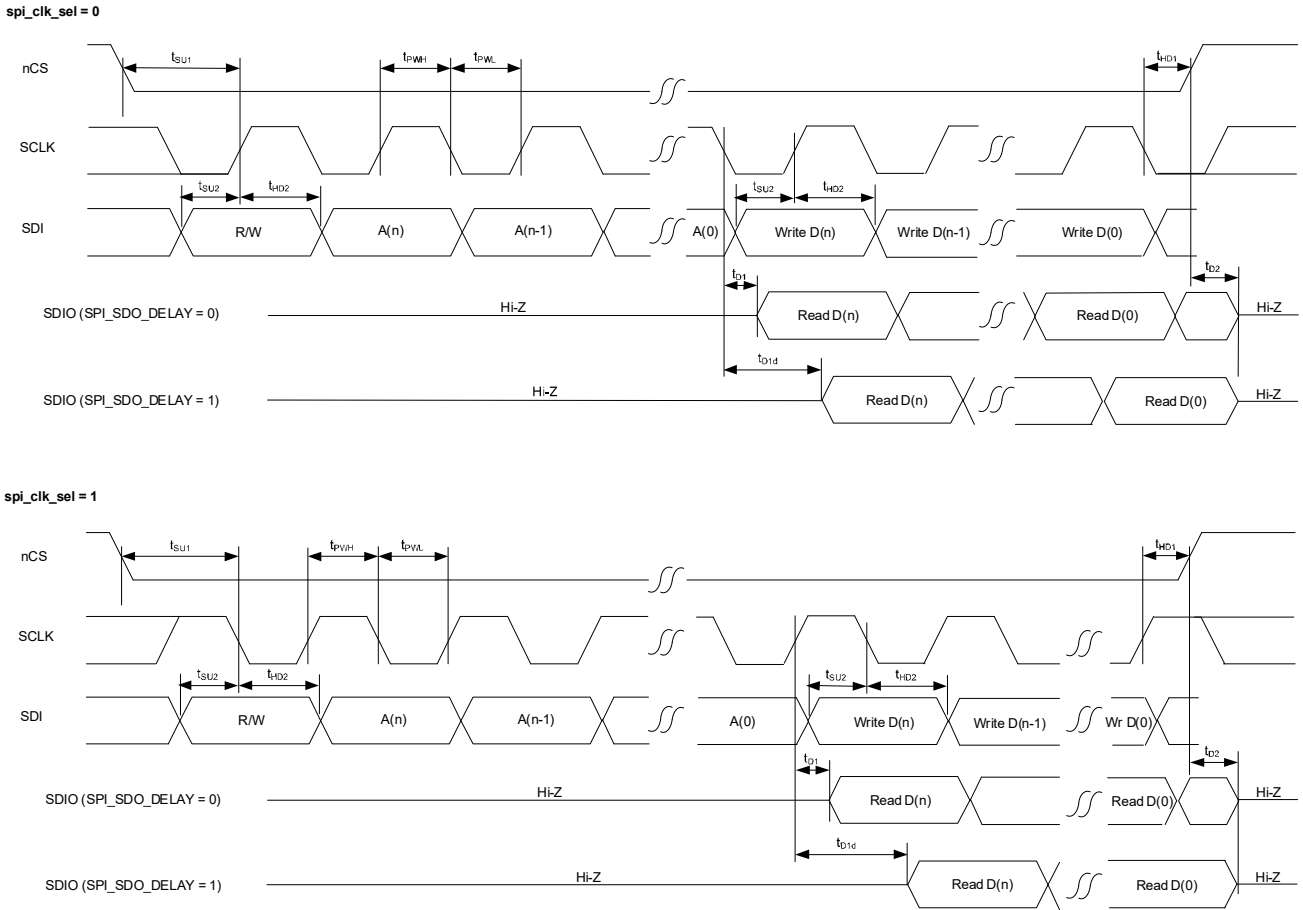 spi_clk_sel = 0
nCS
tSU1
tPWH
tPWL
tHD1
SCLK
tSU2
tHD2
tSU2
tHD2
SDI
R/W
A(n)
A(n-1)
A(0)
Write D(n)
Write D(n-1)
Write D(0)
tD1
tD2
SDIO (SPI_SDO_DELAY = 0)
Hi-Z
Read D(n)
Read D(0)
Hi-Z
tD1d
SDIO (SPI_SDO_DELAY = 1)
Hi-Z
Read D(n)
Read D(0)
Hi-Z
spi_clk_sel = 1
nCS
tSU1
tPWH
tPWL
tHD1
SCLK
tSU2
tHD2
tSU2
tHD2
SDI
R/W
A(n)
A(n-1)
A(0)
Write D(n)
Write D(n-1)
Wr D(0)
tD1
tD2
SDIO (SPI_SDO_DELAY = 0)
Hi-Z
Read D(n)
Read D(0)
Hi-Z
tD1d
SDIO (SPI_SDO_DELAY = 1)
Hi-Z
Read D(n)
Read D(0)
Hi-Z